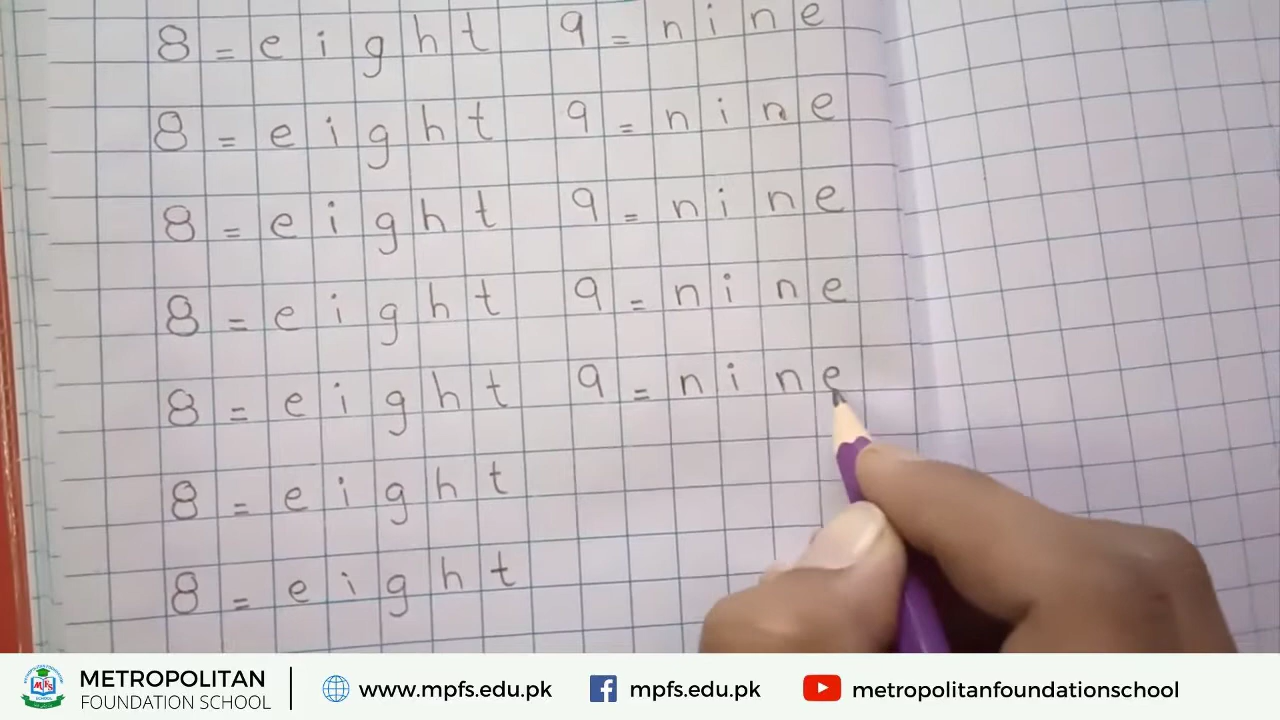 8 = eight 9 = nine
8 = eight 9 = nine
8 = eight 9 = nine
8 = eight 9 = nine
8 = eight 9 = nine
8 = eight
8 = eight
METROPOLITAN
FOUNDATION SCHOOL
www.mpfs.edu.pk
mpfs.edu.pk
metropolitanfoundationschool